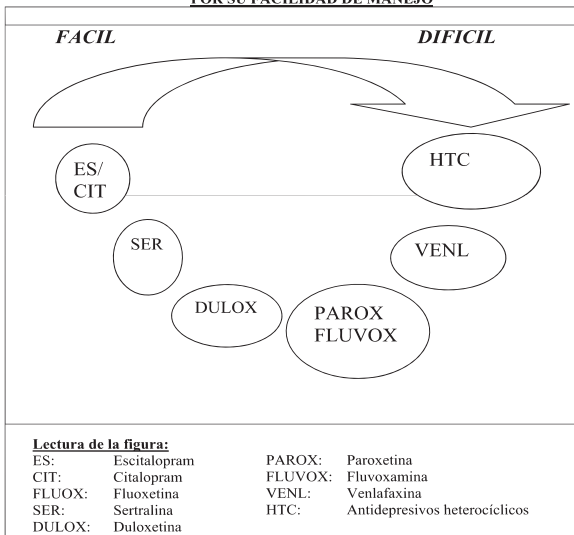 POR SU FACILIDAD DE MANEJO
FACIL DIFICIL
ES/
CIT
HTC
SER
VENL
DULOX
PAROX
FLUVOX
Lectura de la figura:
ES: Escitalopram
CIT: Citalopram
FLUOX: Fluoxetina
SER: Sertralina
DULOX: Duloxetina
PAROX: Paroxetina
FLUVOX: Fluvoxamina
VENL: Venlafaxina
HTC: Antidepresivos heterocíclicos